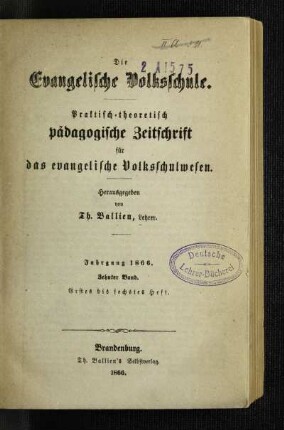 Die
2 A 1575
Evangelische Volksschule.
Praktisch-theoretisch
pädagogische Zeitschrift
für
das evangelische Volksschulwesen.
Herausgegeben
von
Th. Ballien, Lehrer.
Jahrgang 1866.
Zehnter Band.
Erstes bis sechstes Heft.
Deutsche
Lehrer-Bücherei
Brandenburg.
Th. Ballien's Selbstverlag.
1866.